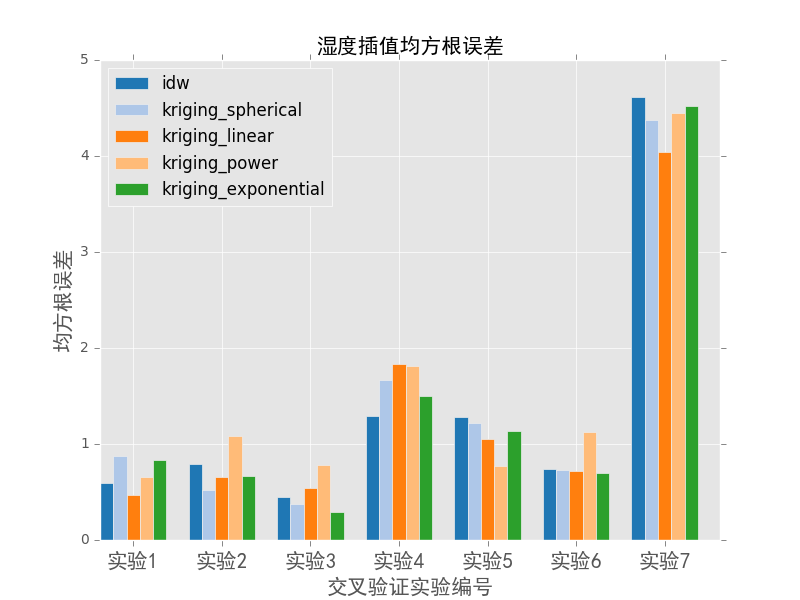 湿度插值均方根误差
5
4
3
2
1
0
均方根误差
idw
kriging_spherical
kriging_linear
kriging_power
kriging_exponential
实验1 实验2 实验3 实验4 实验5 实验6 实验7
交叉验证实验编号